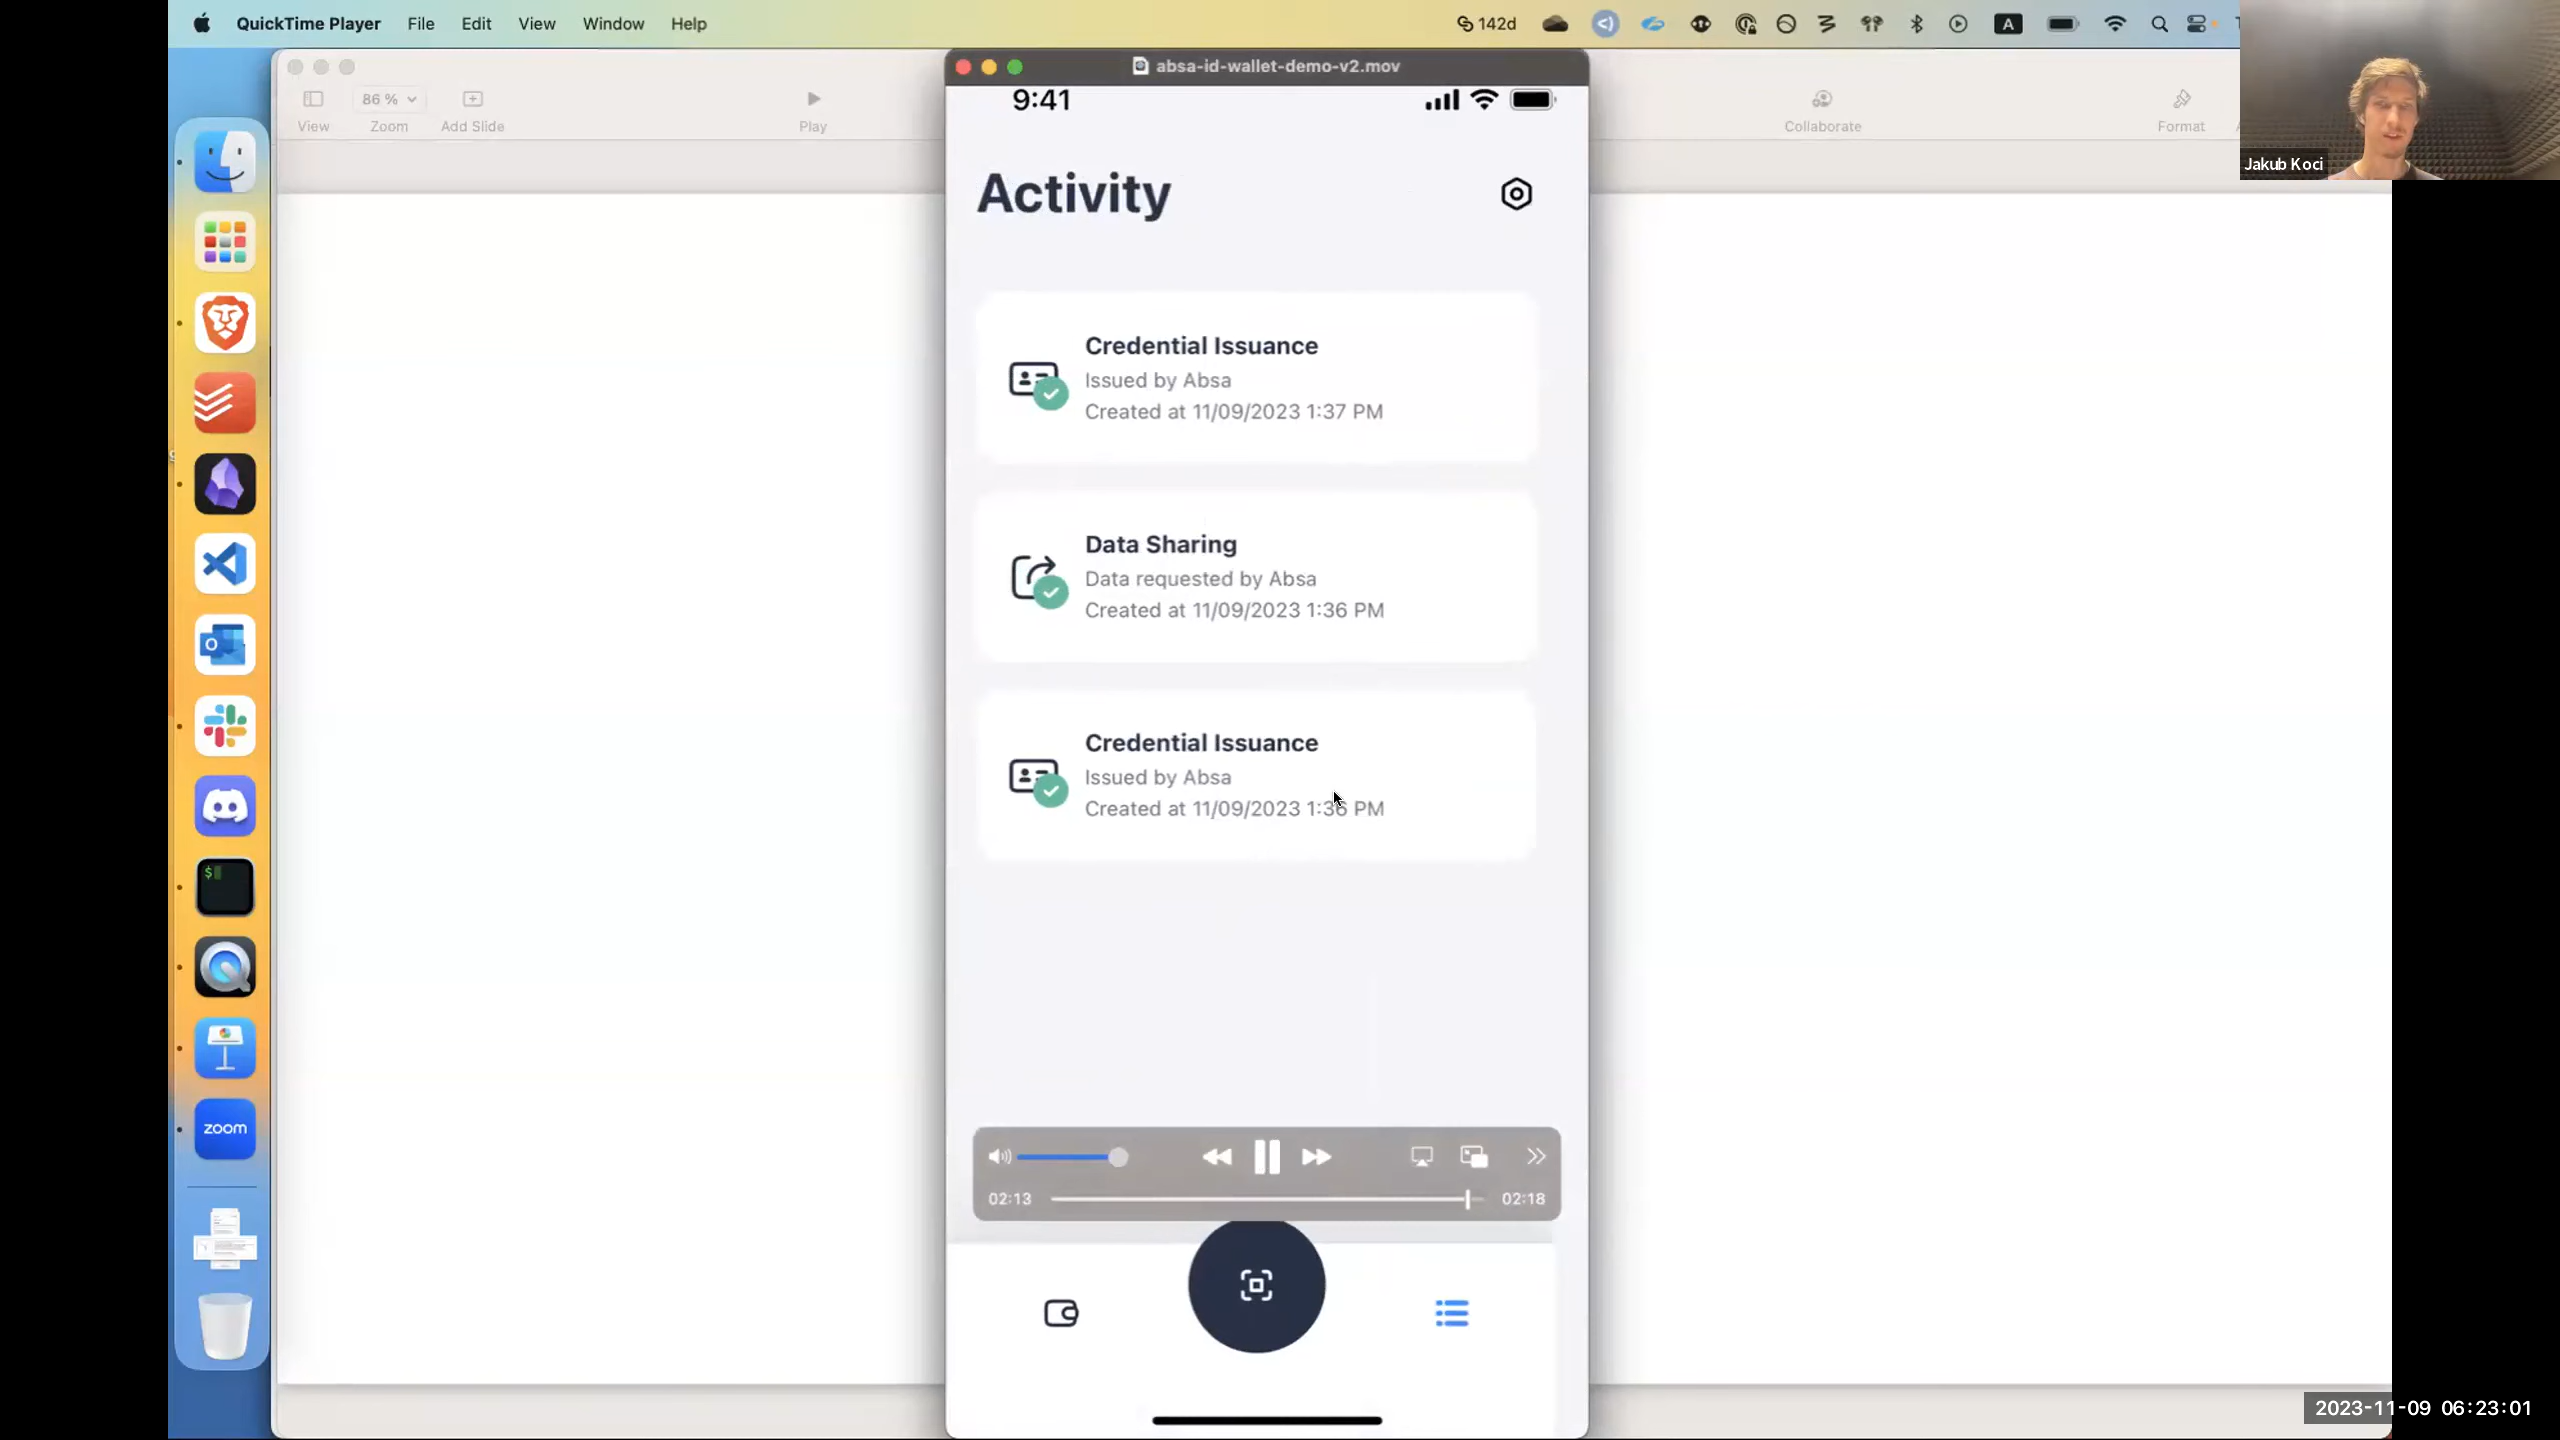 QuickTime Player File Edit View Window Help 142d A
absa-id-wallet-demo-v2.mov
86 %
View Zoom Add Slide Play Collaborate Format
Jakub Koci
9:41
Activity
Credential Issuance
Issued by Absa
Created at 11/09/2023 1:37 PM
Data Sharing
Data requested by Absa
Created at 11/09/2023 1:36 PM
Credential Issuance
Issued by Absa
Created at 11/09/2023 1:36 PM
$
zoom
02:13 02:18
2023-11-09 06:23:01